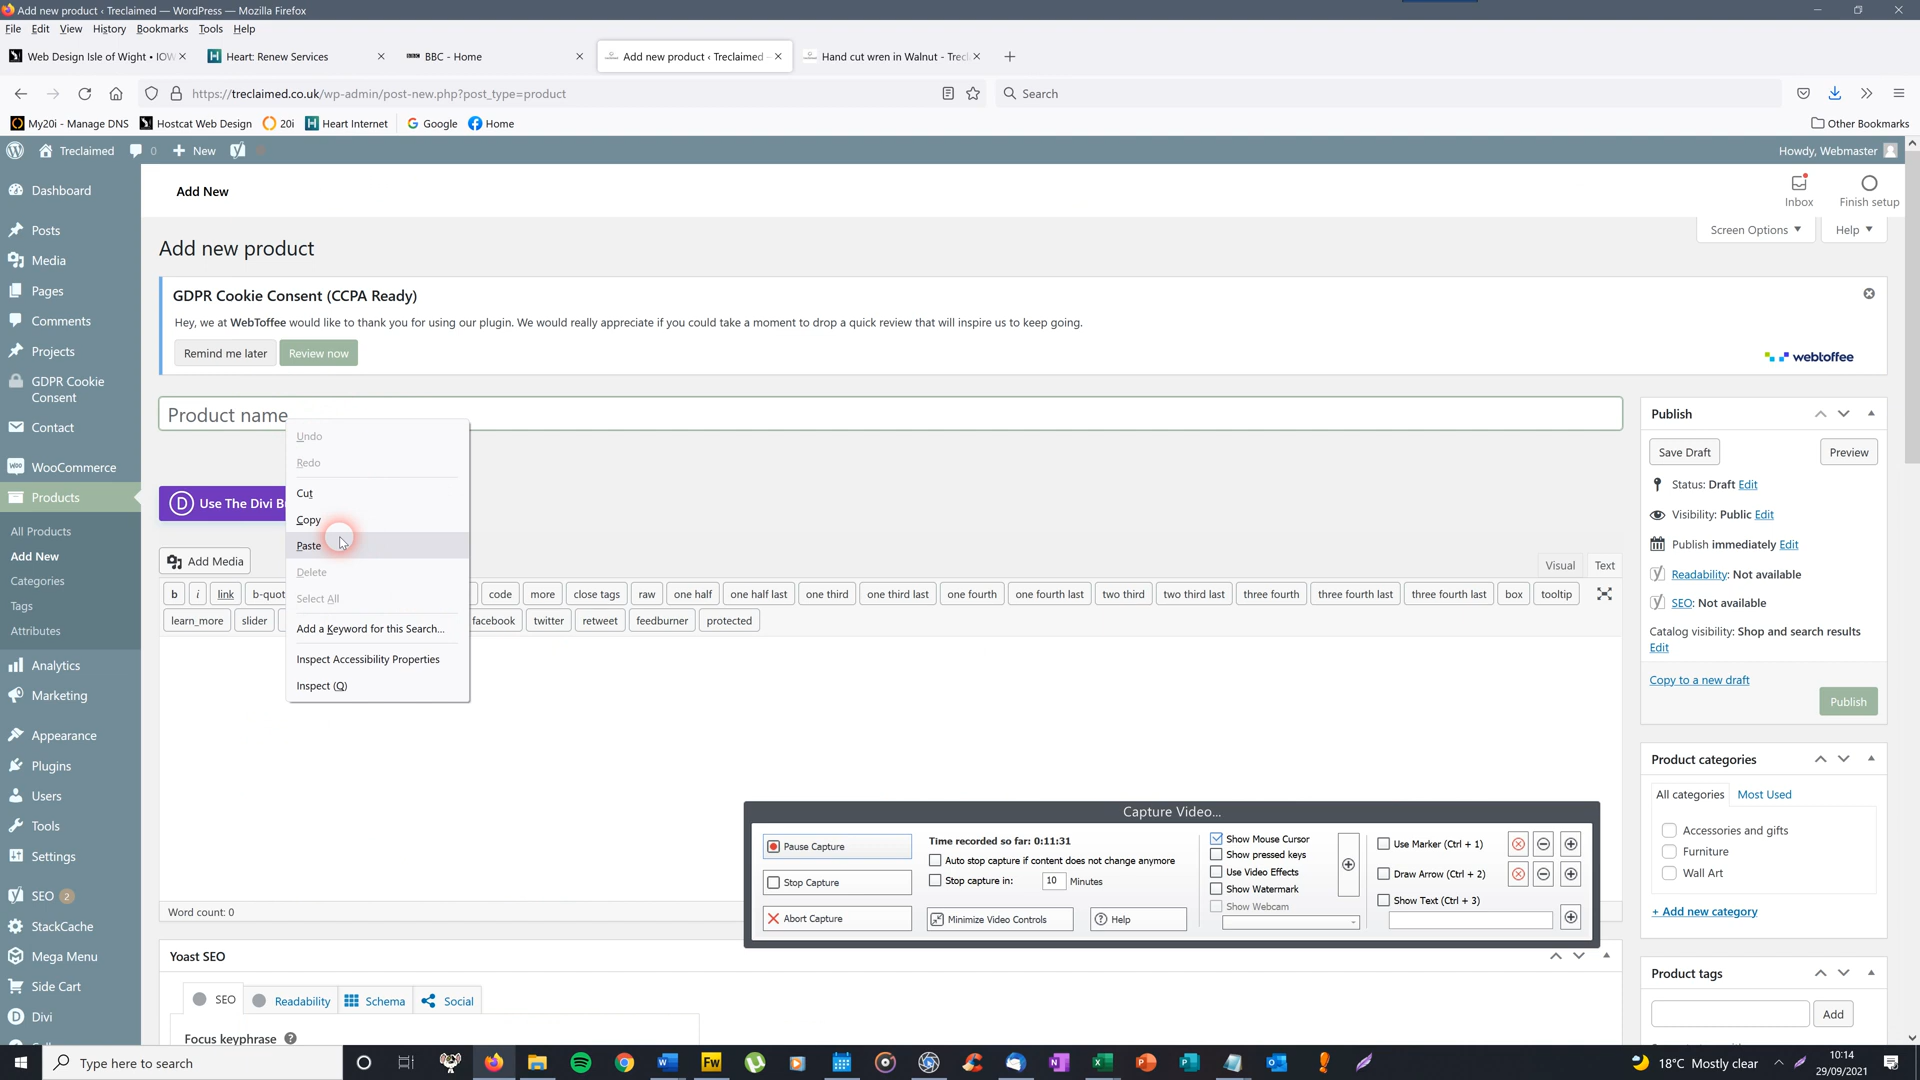 Add new product ‹ Treclaimed — WordPress — Mozilla Firefox
File Edit View History Bookmarks Tools Help
Web Design Isle of Wight • IOW
Heart: Renew Services
BBC - Home
Add new product ‹ Treclaimed
Hand cut wren in Walnut - Trec
https://treclaimed.co.uk/wp-admin/post-new.php?post_type=product
Search
My20i - Manage DNS Hostcat Web Design 20i Heart Internet Google Home Other Bookmarks
Treclaimed 0 New Howdy, Webmaster
Dashboard
Posts
Media
Pages
Comments
Projects
GDPR Cookie
Consent
Contact
WooCommerce
Products
All Products
Add New
Categories
Tags
Attributes
Analytics
Marketing
Appearance
Plugins
Users
Tools
Settings
SEO 2
StackCache
Mega Menu
Side Cart
Divi
Add New
Inbox
Finish setup
Screen Options
Help
Add new product
GDPR Cookie Consent (CCPA Ready)
Hey, we at WebToffee would like to thank you for using our plugin. We would really appreciate if you could take a moment to drop a quick review that will inspire us to keep going.
Remind me later Review now
webtoffee
Product name
Undo
Redo
Cut
Copy
Paste
Delete
Select All
Add a Keyword for this Search...
Inspect Accessibility Properties
Inspect (Q)
D Use The Divi B
Add Media
Visual Text
b i link b-quot code more close tags raw one half one half last one third one third last one fourth one fourth last two third two third last three fourth three fourth last three fourth last box tooltip
learn_more slider facebook twitter retweet feedburner protected
Word count: 0
Yoast SEO
SEO Readability Schema Social
Focus keyphrase
Capture Video...
Pause Capture
Stop Capture
Abort Capture
Time recorded so far: 0:11:31
Auto stop capture if content does not change anymore
Stop capture in: 10 Minutes
Minimize Video Controls Help
Show Mouse Cursor
Show pressed keys
Use Video Effects
Show Watermark
Show Webcam
Use Marker (Ctrl + 1)
Draw Arrow (Ctrl + 2)
Show Text (Ctrl + 3)
Publish
Save Draft Preview
Status: Draft Edit
Visibility: Public Edit
Publish immediately Edit
Readability: Not available
SEO: Not available
Catalog visibility: Shop and search results
Edit
Copy to a new draft
Publish
Product categories
All categories Most Used
Accessories and gifts
Furniture
Wall Art
+ Add new category
Product tags
Add
Type here to search
18°C Mostly clear
10:14
29/09/2021